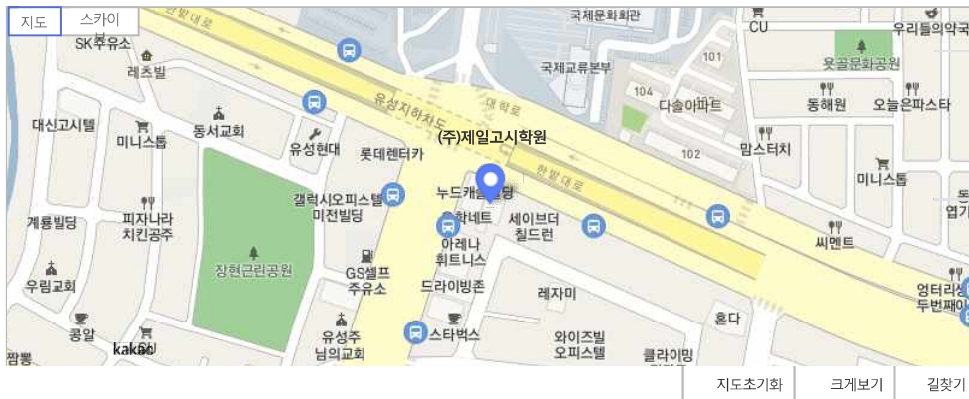 지도
스카이
한밭대로
국제문화회관
CU
우리들의약국
SK주유소
레츠빌
국제교류본부
101
욧골문화공원
104
다솔아파트
대학로
유성지하차도
동해원
오늘은파스타
대신고시텔
미니스톱
동서교회
유성현대
롯데렌터카
(주)제일고시학원
102
맘스터치
미니스톱
한밭대로
계룡빌딩
피자나라
치킨공주
갤럭시오피스텔
미전빌딩
세이브더
칠드런
씨멘트
아레나
휘트니스
장현근린공원
GS셀프
주유소
드라이빙존
레자미
우림교회
콩알
유성주
님의교회
스타벅스
와이즈빌
오피스텔
혼다
클라이밍
짬뽕
지도초기화
크게보기
길찾기